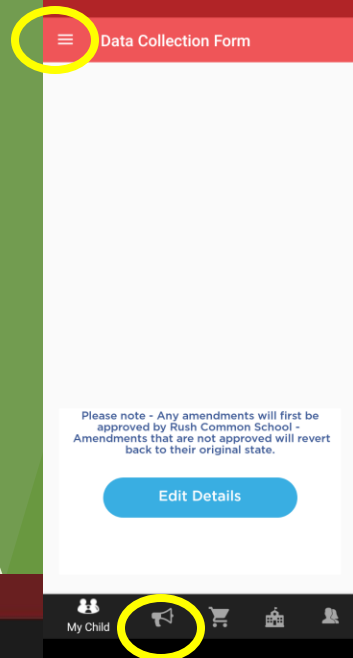 Data Collection Form
Please note - Any amendments will first be
approved by Rush Common School -
Amendments that are not approved will revert
back to their original state.
Edit Details
My Child